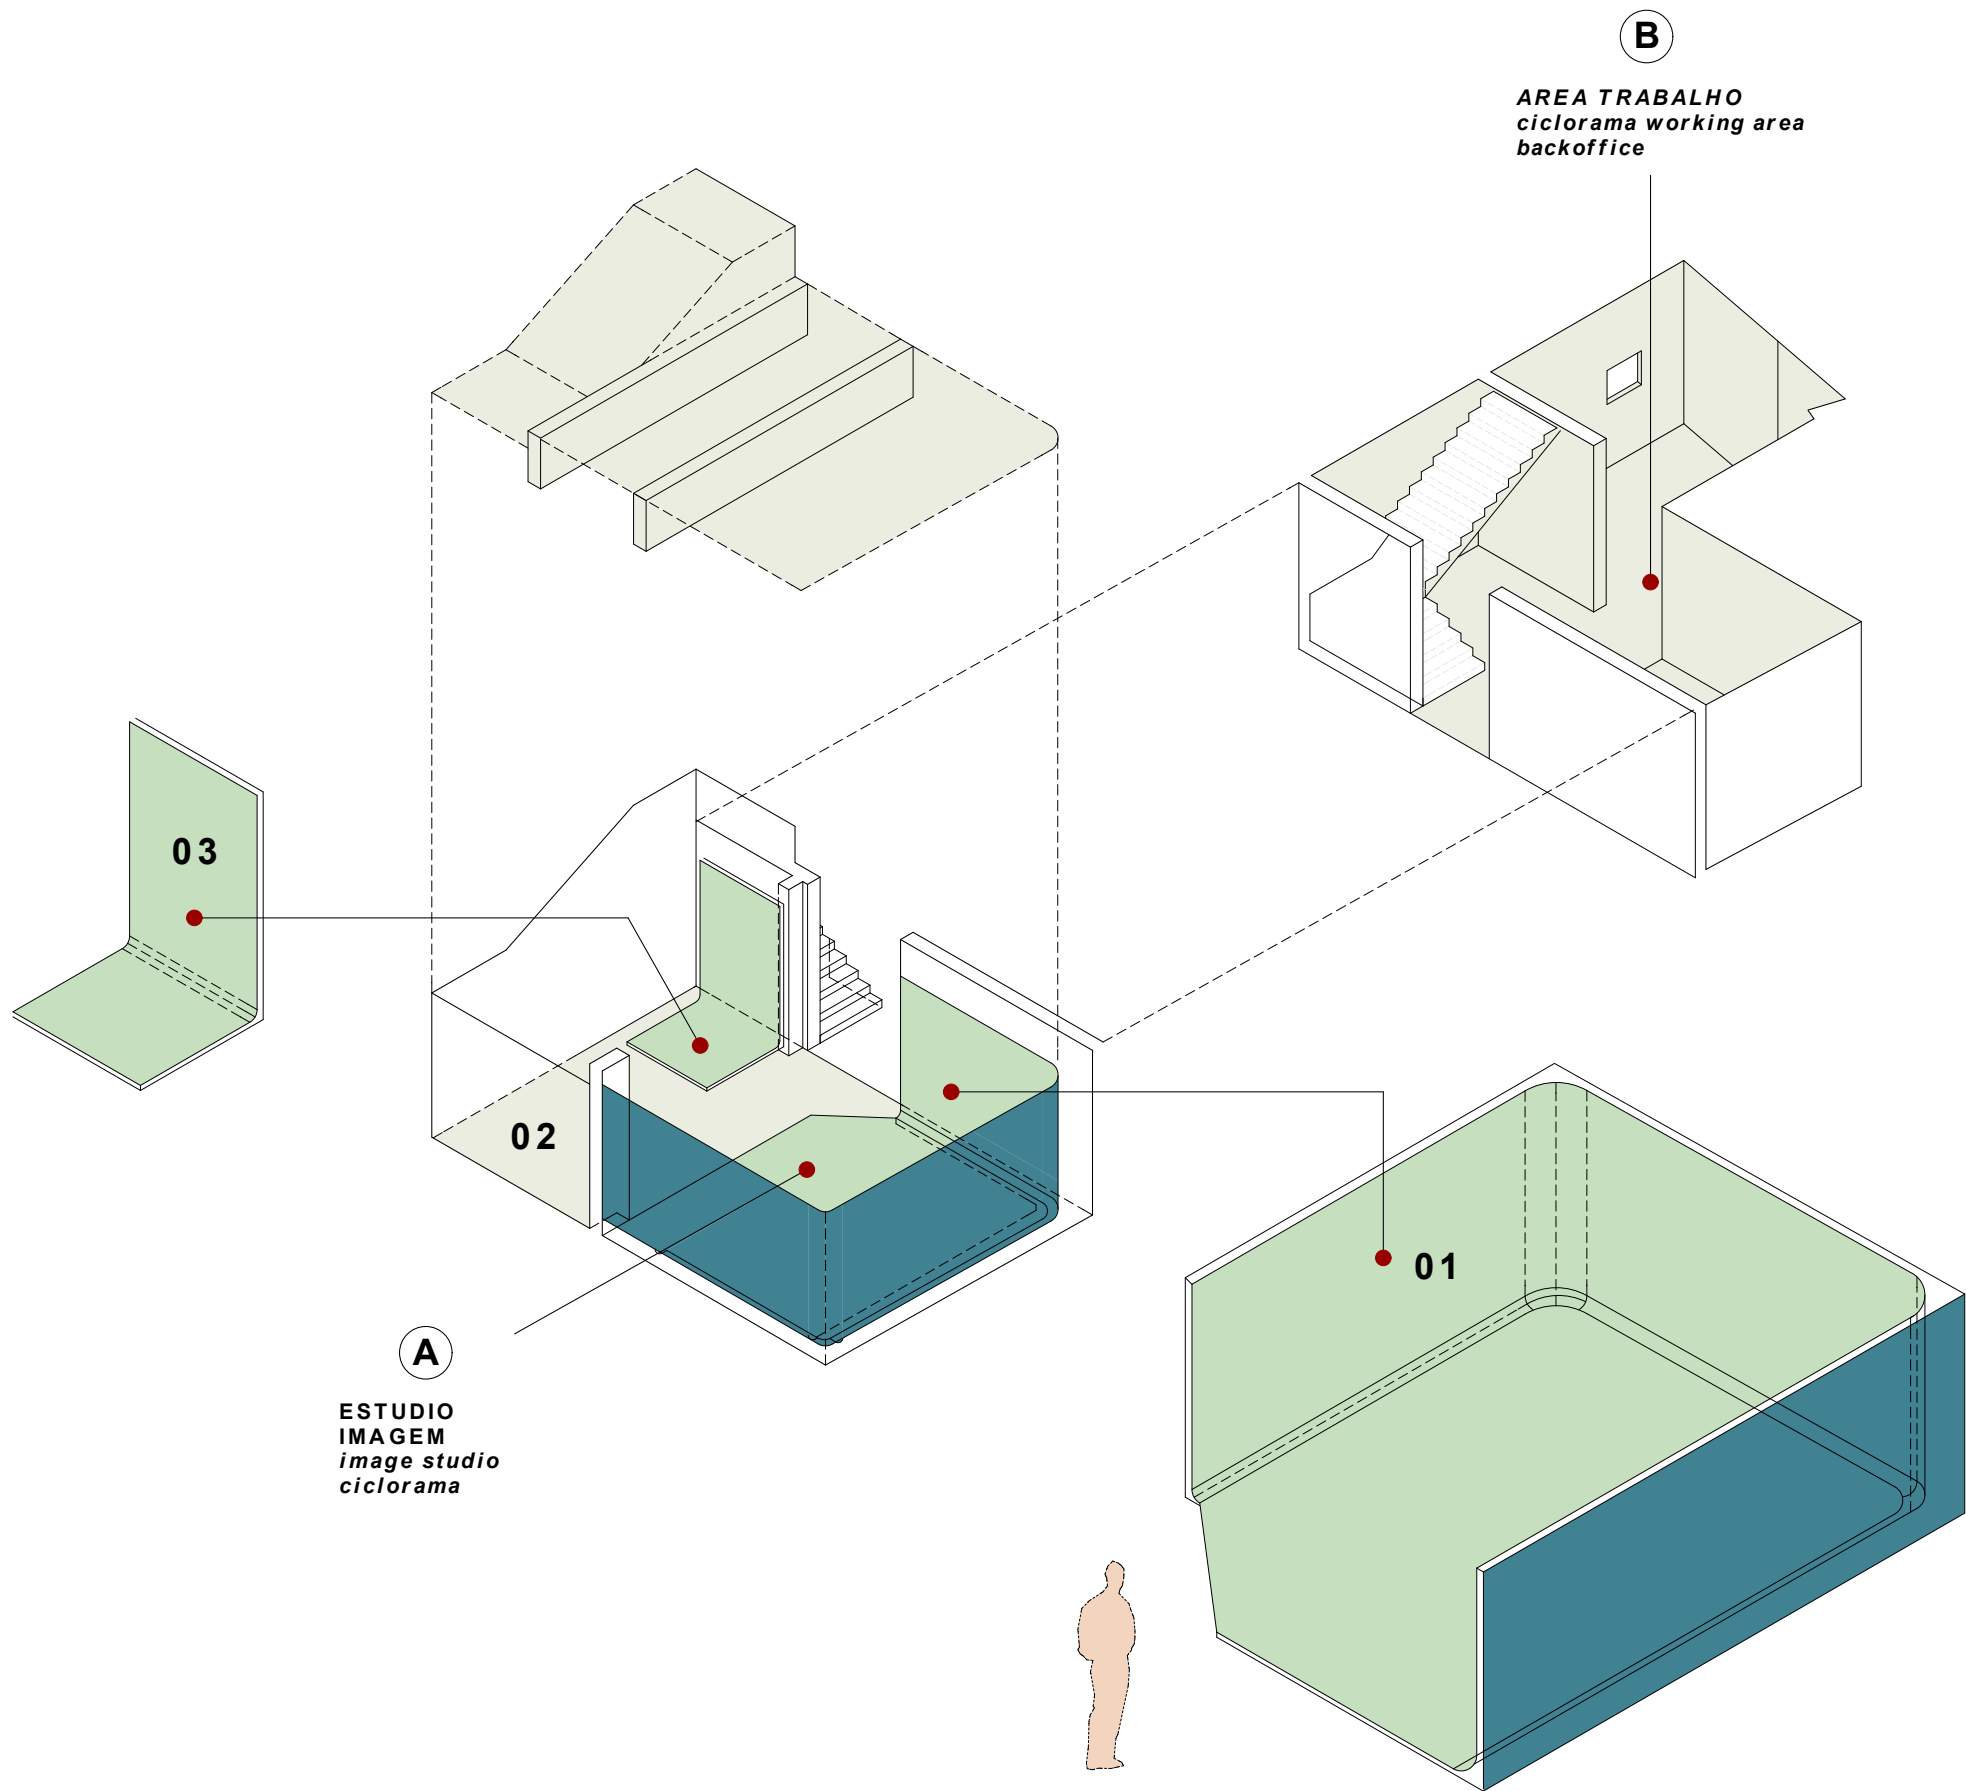 B
AREA TRABALHO
ciclorama working area
backoffice
03
02
01
A
ESTUDIO
IMAGEM
image studio
ciclorama